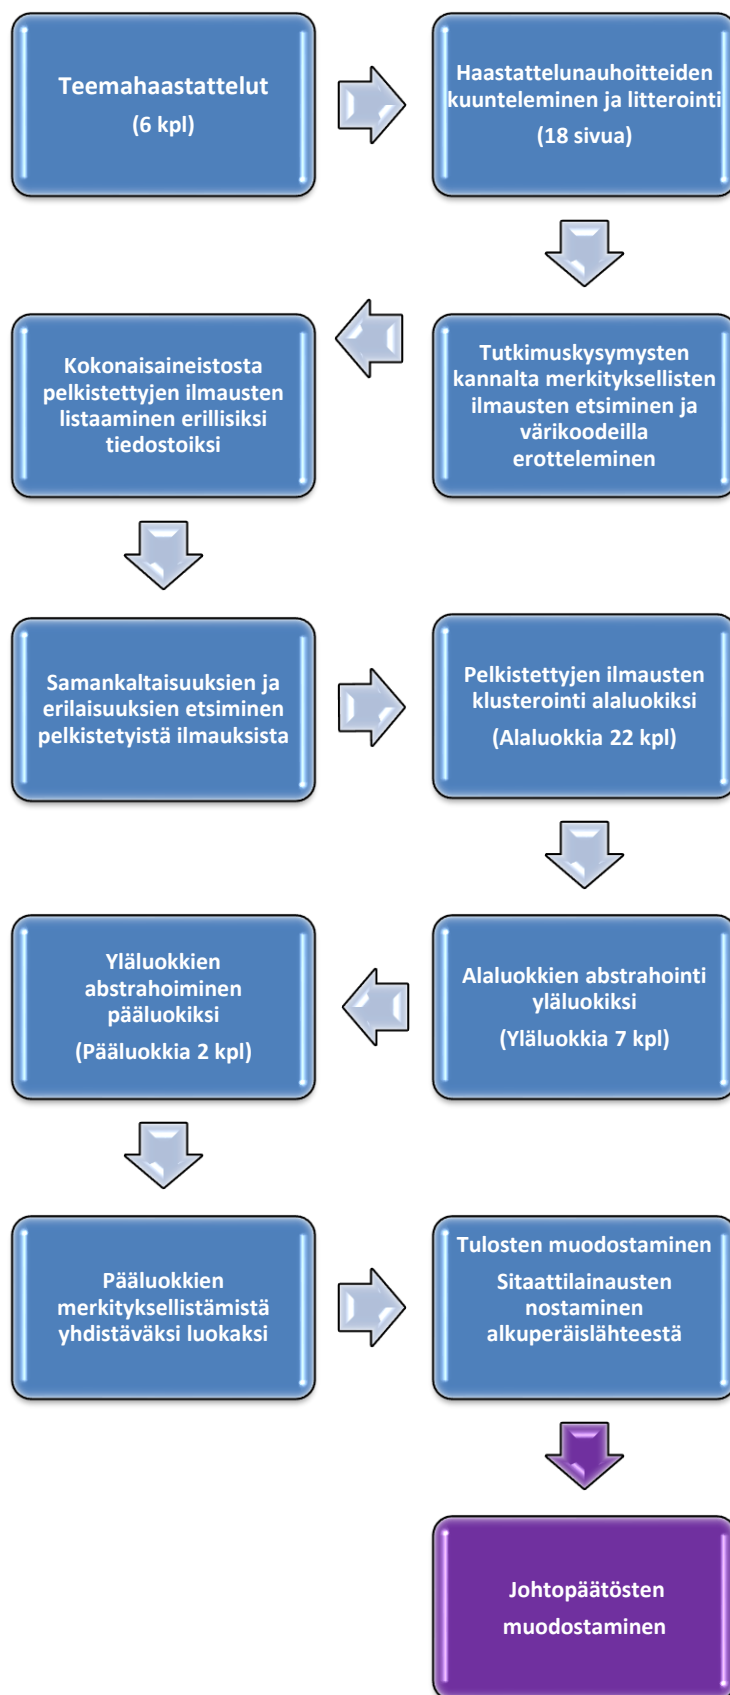 Teemahaastattelut
(6 kpl)
Haastattelunauhoitteiden
kuunteleminen ja litterointi
(18 sivua)
Tutkimuskysymysten
kannalta merkityksellisten
ilmausten etsiminen ja
värikoodeilla
erotteleminen
Kokonaisaineistosta
pelkistettyjen ilmausten
listaaminen erillisiksi
tiedostoiksi
Samankaltaisuuksien ja
erilaisuuksien etsiminen
pelkistetyistä ilmauksista
Pelkistettyjen ilmausten
klusterointi alaluokiksi
(Alaluokkia 22 kpl)
Alaluokkien abstrahointi
yläluokiksi
(Yläluokkia 7 kpl)
Yläluokkien
abstrahoiminen
pääluokiksi
(Pääluokkia 2 kpl)
Pääluokkien
merkityksellistämistä
yhdistäväksi luokaksi
Tulosten muodostaminen
Sitaattilainausten
nostaminen
alkuperäislähteestä
Johtopäätösten
muodostaminen